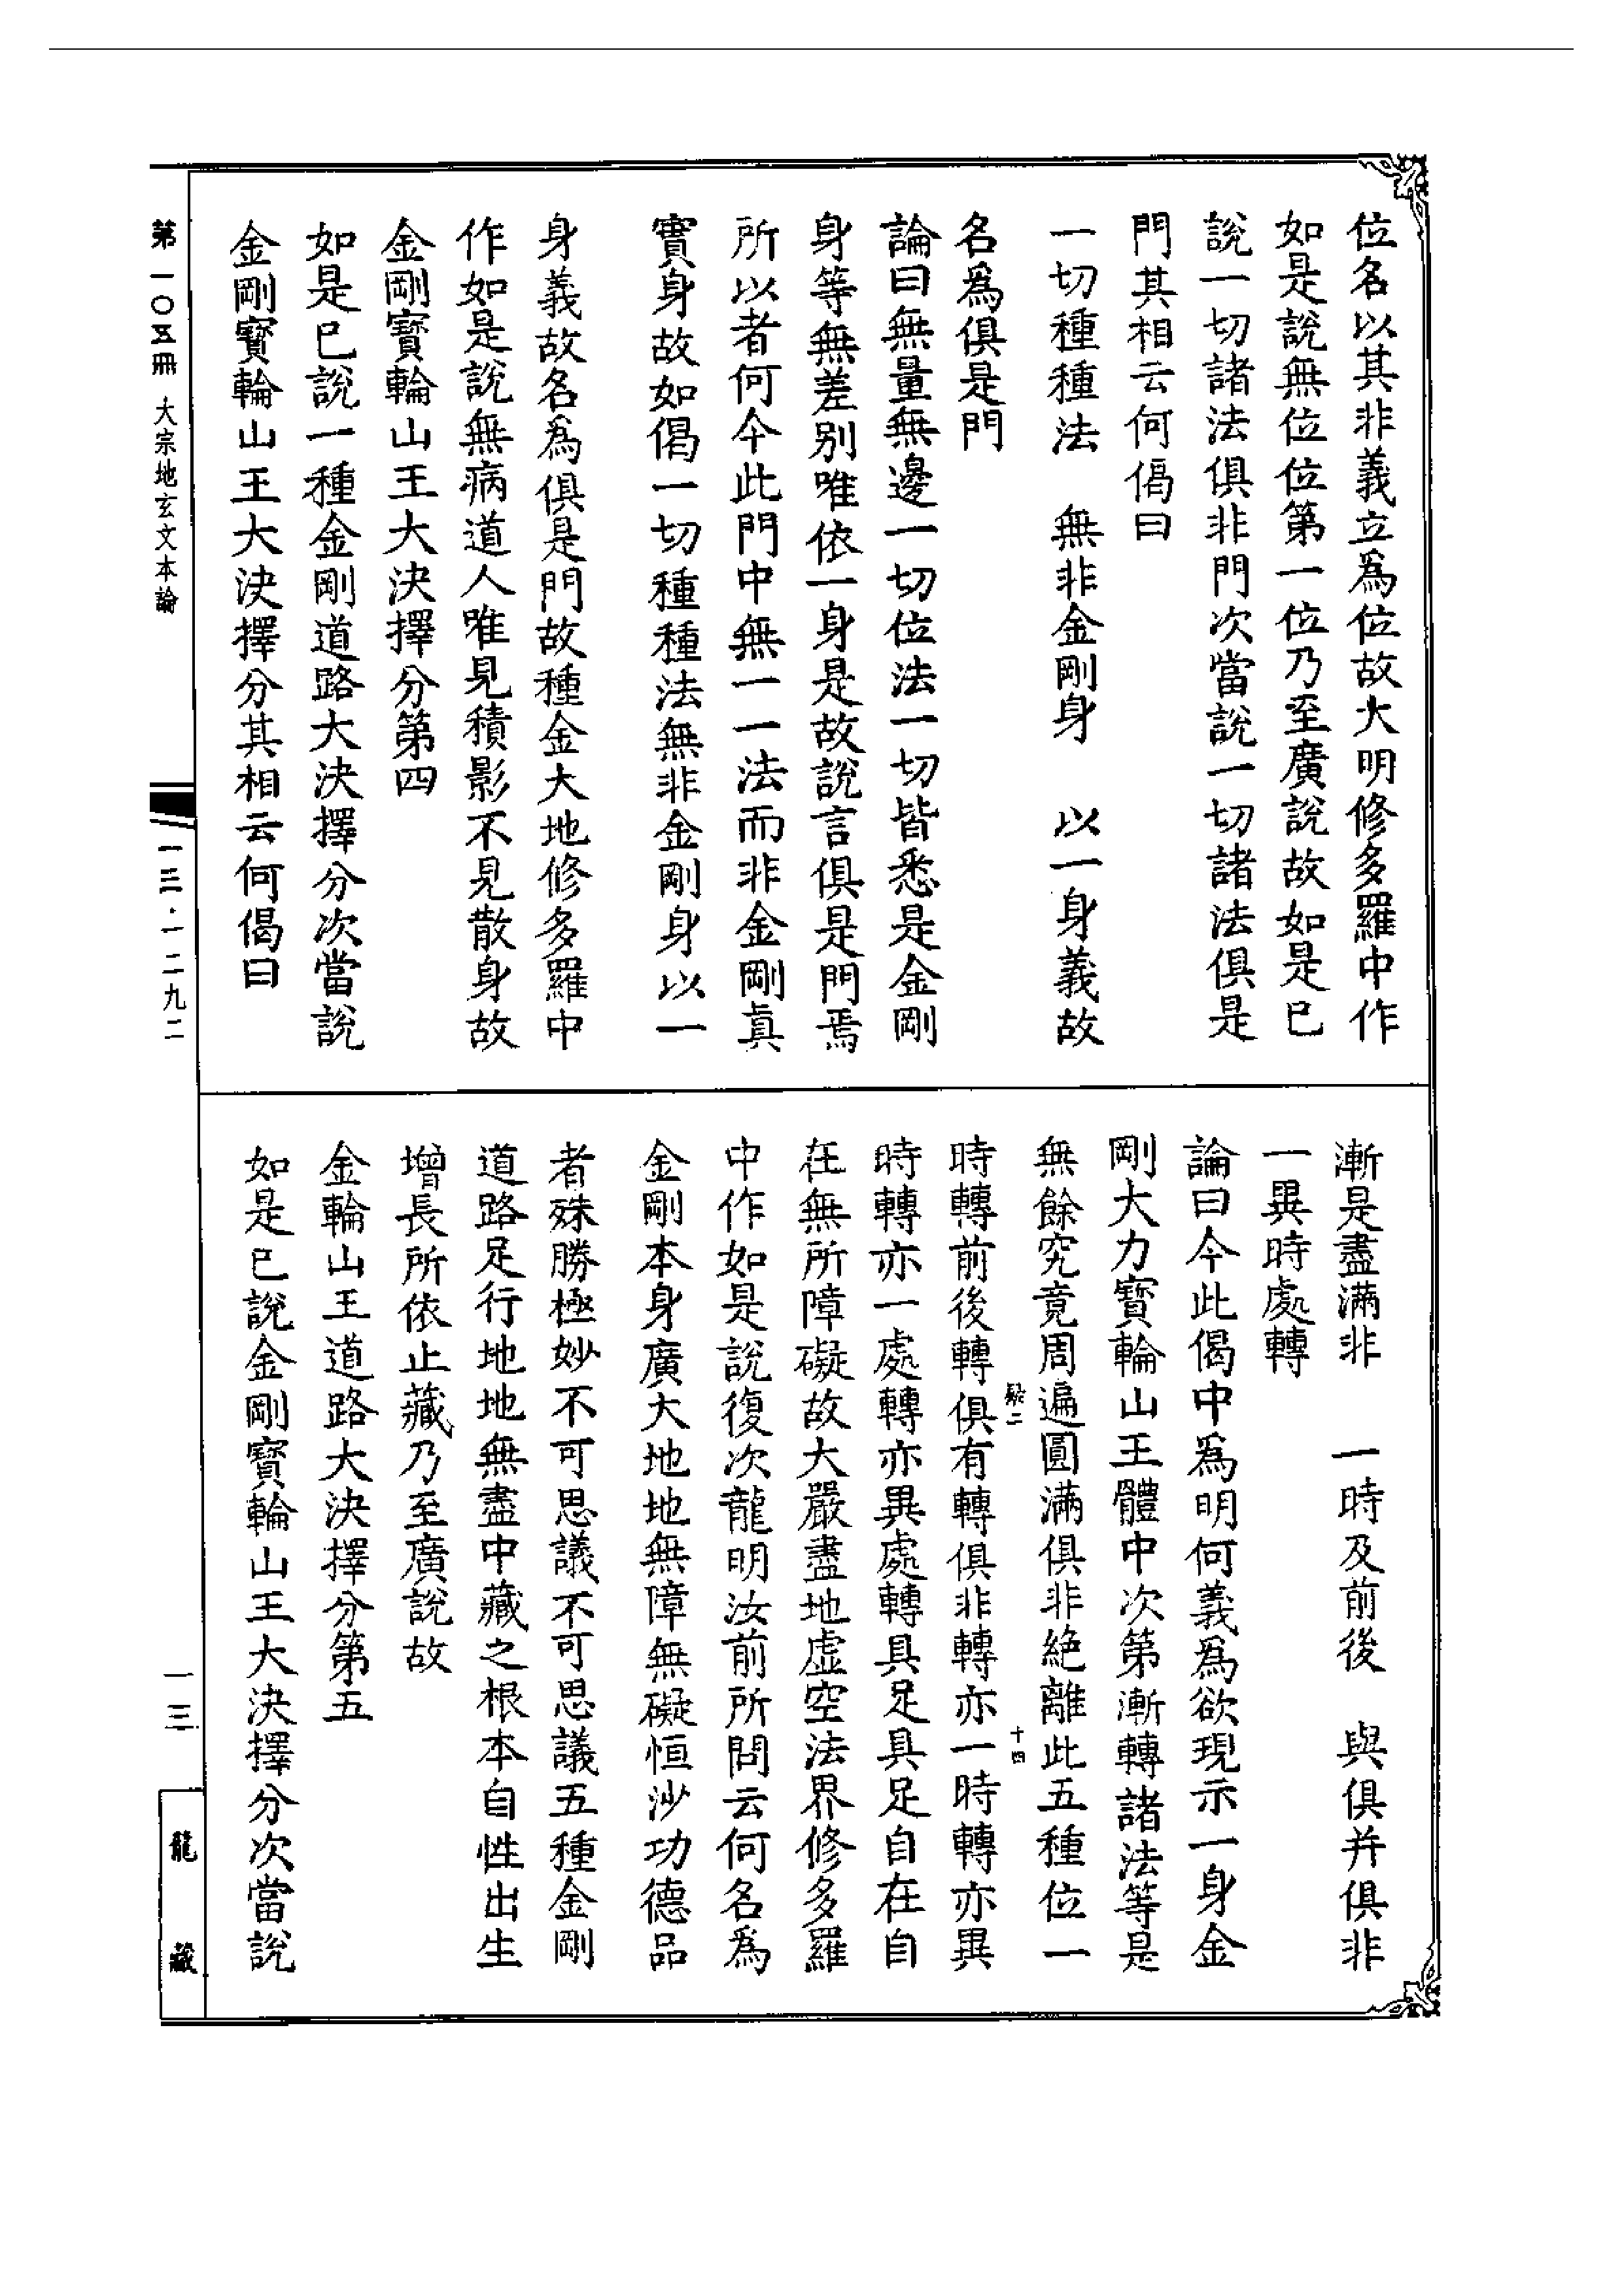 位名以其非義立為位故大明修多羅中作
如是說無位位第一位乃至廣說故如是已
說一切諸法俱非門次當說一切諸法俱是
門其相云何偈曰
一切種種法　無非金剛身　以一身義故
名為俱是門
論曰無量無邊一切位法一切皆悉是金剛
身等無差別唯依一身是故說言俱是門焉
所以者何今此門中無一一法而非金剛真
實身故如偈一切種種法無非金剛身以一
身義故名為俱是門故種金大地修多羅中
作如是說無病道人唯見積影不見散身故
金剛寶輪山王大決擇分第四
如是已說一種金剛道路大決擇分次當說
金剛寶輪山王大決擇分其相云何偈曰
漸是盡滿非　一時及前後　與俱并俱非
一異時處轉
論曰今此偈中為明何義為欲現示一身金
剛大力寶輪山王體中次第漸轉諸法等是
無餘究竟周遍圓滿俱非絕離此五種位一
時轉前後轉俱有轉俱非轉亦一時轉亦異
時轉亦一處轉亦異處轉具足具足自在自
在無所障礙故大嚴盡地虛空法界修多羅
中作如是說復次龍明汝前所問云何名為
金剛本身廣大地地無障無礙恒沙功德品
者殊勝極妙不可思議不可思議五種金剛
道路足行地地無盡中藏之根本自性出生
增長所依止藏乃至廣說故
金輪山王道路大決擇分第五
如是已說金剛寶輪山王大決擇分次當說
第一〇五冊　大宗地玄文本論
一三·一二九二
一三
龍藏
十四